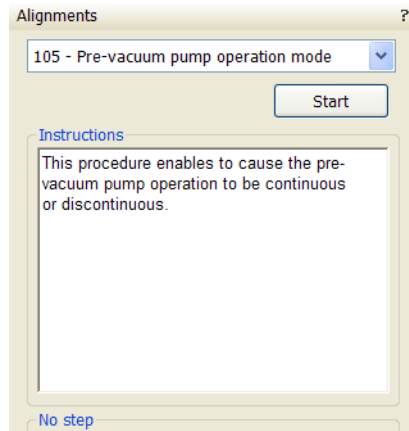 Alignments ?
105 - Pre-vacuum pump operation mode
Start
Instructions
This procedure enables to cause the pre-
vacuum pump operation to be continuous
or discontinuous.
No step